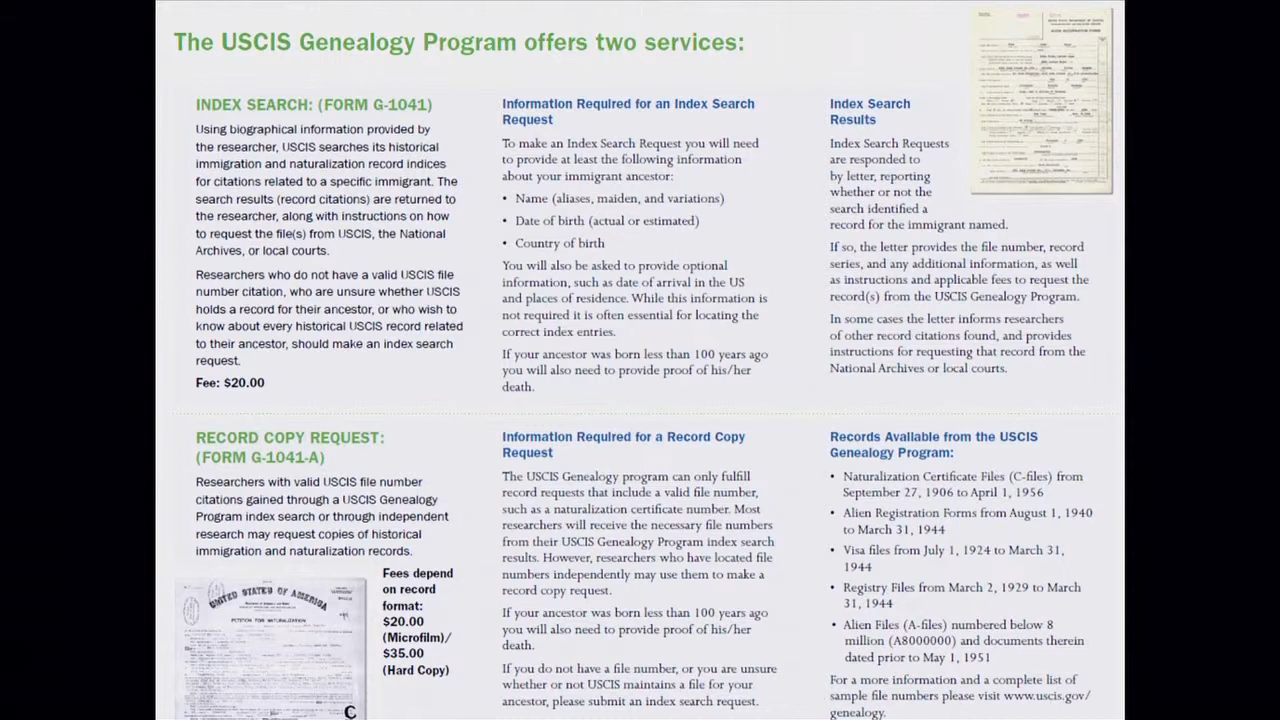 The USCIS Genealogy Program offers two services:
INDEX SEARCH: (FORM G-1041)
Using biographical information provided by
the researcher, USCIS searches historical
immigration and naturalization record indices
for citations related to a specific immigrant. The
search results (record citations) are returned to
the researcher, along with instructions on how
to request the file(s) from USCIS, the National
Archives, or local courts.
Researchers who do not have a valid USCIS file
number citation, who are unsure whether USCIS
holds a record for their ancestor, or who wish to
know about every historical USCIS record related
to their ancestor, should make an index search
request.
Fee: $20.00
Information Required for an Index Search
Request
To make an Index Search Request you will need
to provide at least the following information
about your immigrant ancestor:
• Name (aliases, maiden, and variations)
• Date of birth (actual or estimated)
• Country of birth
You will also be asked to provide optional
information, such as date of arrival in the US
and places of residence. While this information is
not required it is often essential for locating the
correct index entries.
If your ancestor was born less than 100 years ago
you will also need to provide proof of his/her
death.
Index Search
Results
Index Search Requests
are responded to
by letter, reporting
whether or not the
search identified a
record for the immigrant named.
If so, the letter provides the file number, record
series, and any additional information, as well
as instructions and applicable fees to request the
record(s) from the USCIS Genealogy Program.
In some cases the letter informs researchers
of other record citations found, and provides
instructions for requesting that record from the
National Archives or local courts.
RECORD COPY REQUEST:
(FORM G-1041-A)
Researchers with valid USCIS file number
citations gained through a USCIS Genealogy
Program index search or through independent
research may request copies of historical
immigration and naturalization records.
Fees depend
on record
format:
$20.00
(Microfilm)/
$35.00
(Hard Copy)
UNITED STATES OF AMERICA
PETITION FOR NATURALIZATION
C
Information Required for a Record Copy
Request
The USCIS Genealogy program can only fulfill
record requests that include a valid file number,
such as a naturalization certificate number. Most
researchers will receive the necessary file numbers
from their USCIS Genealogy Program index search
results. However, researchers who have located file
numbers independently may use them to make a
record copy request.
If your ancestor was born less than 100 years ago
you will also need to provide proof of his/her
death.
If you do not have a file number, or are unsure
whether or not USCIS still has a file for your
ancestor, please submit an index search request.
Records Available from the USCIS
Genealogy Program:
• Naturalization Certificate Files (C-files) from
September 27, 1906 to April 1, 1956
• Alien Registration Forms from August 1, 1940
to March 31, 1944
• Visa files from July 1, 1924 to March 31,
1944
• Registry Files from March 2, 1929 to March
31, 1944
• Alien Files (A-files) numbered below 8
million (A8000000) and documents therein
dated prior to May 1, 1951
For a more information and a complete list of
sample file numbers please visit www.uscis.gov/
genealogy.